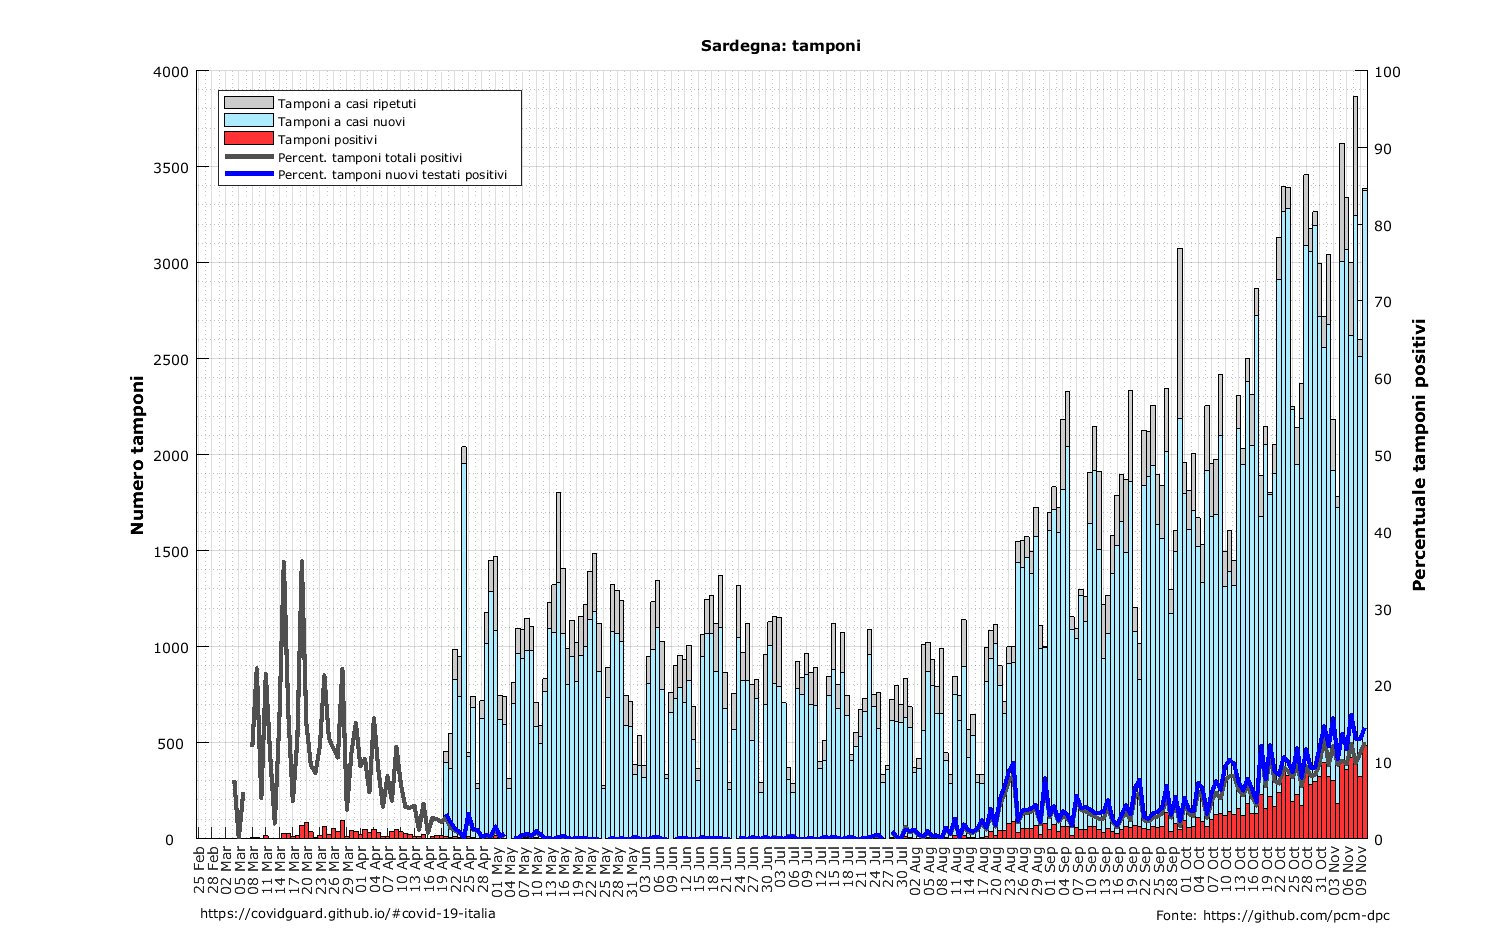 Sardegna: tamponi
Tamponi a casi ripetuti
Tamponi a casi nuovi
Tamponi positivi
Percent. tamponi totali positivi
Percent. tamponi nuovi testati positivi
Numero tamponi
4000
3500
3000
2500
2000
1500
1000
500
0
Percentuale tamponi positivi
100
90
80
70
60
50
40
30
20
10
0
25 Feb
28 Feb
02 Mar
05 Mar
08 Mar
11 Mar
14 Mar
17 Mar
20 Mar
23 Mar
26 Mar
29 Mar
01 Apr
04 Apr
07 Apr
10 Apr
13 Apr
16 Apr
19 Apr
22 Apr
25 Apr
28 Apr
01 May
04 May
07 May
10 May
13 May
16 May
19 May
22 May
25 May
28 May
31 May
03 Jun
06 Jun
09 Jun
12 Jun
15 Jun
18 Jun
21 Jun
24 Jun
27 Jun
30 Jun
03 Jul
06 Jul
09 Jul
12 Jul
15 Jul
18 Jul
21 Jul
24 Jul
27 Jul
30 Jul
02 Aug
05 Aug
08 Aug
11 Aug
14 Aug
17 Aug
20 Aug
23 Aug
26 Aug
29 Aug
01 Sep
04 Sep
07 Sep
10 Sep
13 Sep
16 Sep
19 Sep
22 Sep
25 Sep
28 Sep
01 Oct
04 Oct
07 Oct
10 Oct
13 Oct
16 Oct
19 Oct
22 Oct
25 Oct
28 Oct
31 Oct
03 Nov
06 Nov
09 Nov
https://covidguard.github.io/#covid-19-italia
Fonte: https://github.com/pcm-dpc